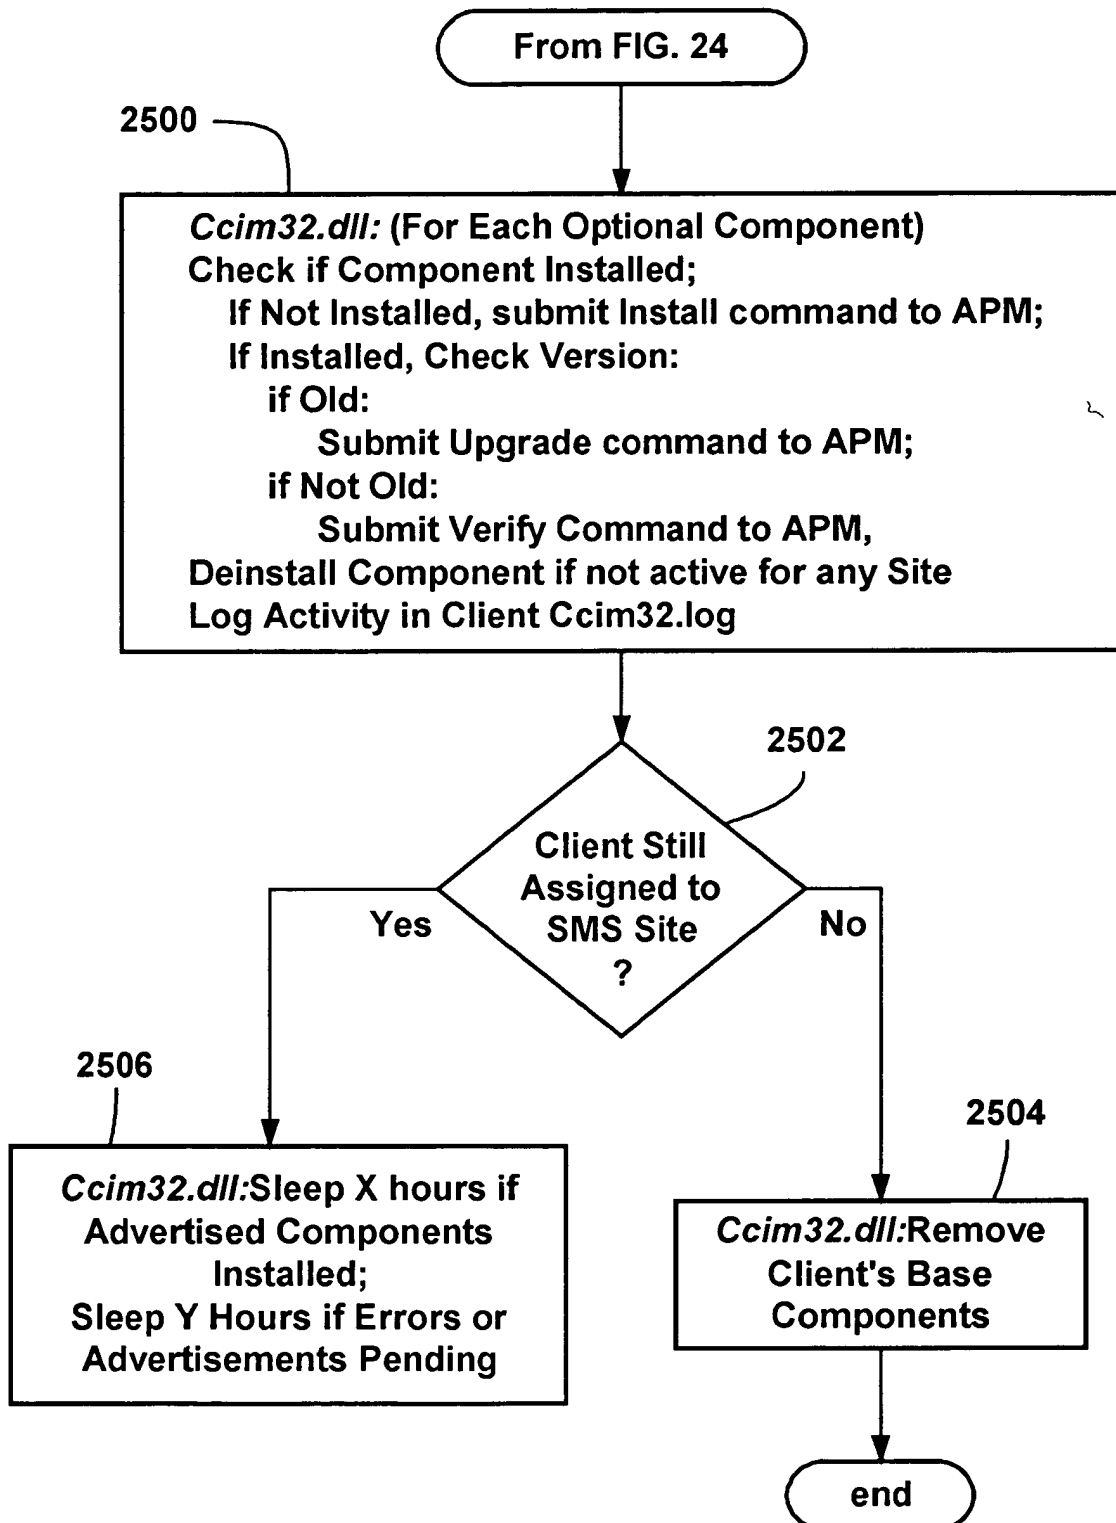 From FIG. 24
2500
Ccim32.dll: (For Each Optional Component)
Check if Component Installed;
If Not Installed, submit Install command to APM;
If Installed, Check Version:
if Old:
Submit Upgrade command to APM;
if Not Old:
Submit Verify Command to APM,
Deinstall Component if not active for any Site
Log Activity in Client Ccim32.log
2502
Client Still
Assigned to
SMS Site
?
Yes
No
2506
Ccim32.dll:Sleep X hours if
Advertised Components
Installed;
Sleep Y Hours if Errors or
Advertisements Pending
2504
Ccim32.dll:Remove
Client's Base
Components
end